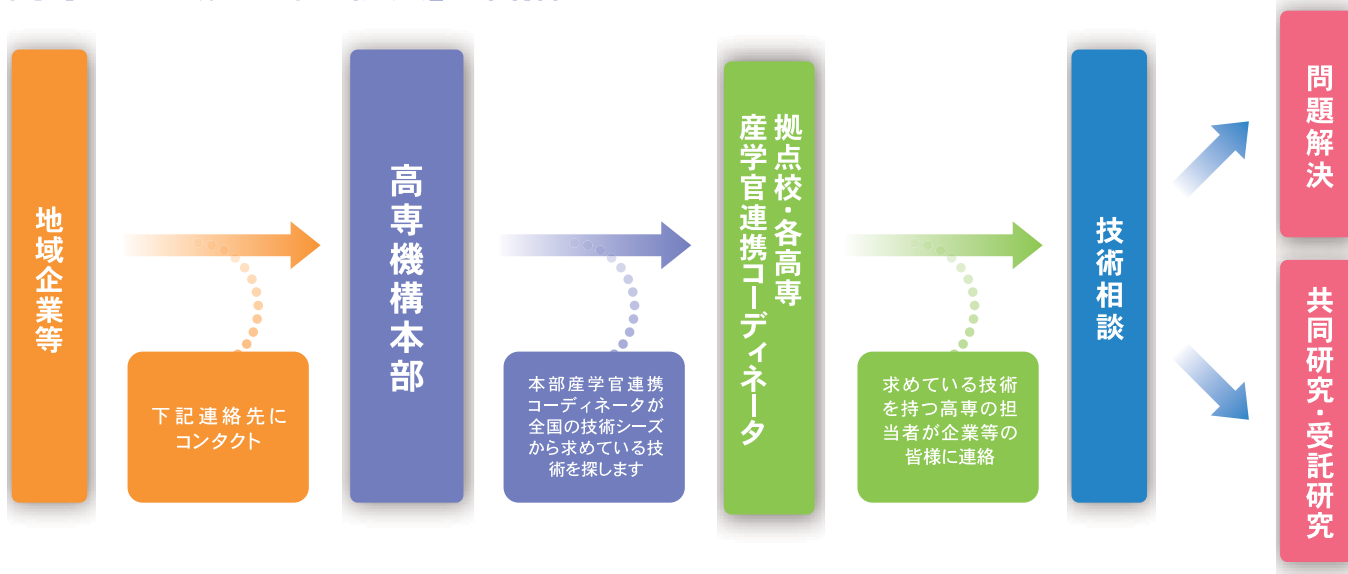 地域企業等
下記連絡先に
コンタクト
高専機構本部
本部産学官連携
コーディネータが
全国の技術シーズ
から求めている技
術を探します
拠点校・各高専
産学官連携コーディネータ
求めている技術
を持つ高専の担
当者が企業等の
皆様に連絡
技術相談
問題解決
共同研究・受託研究